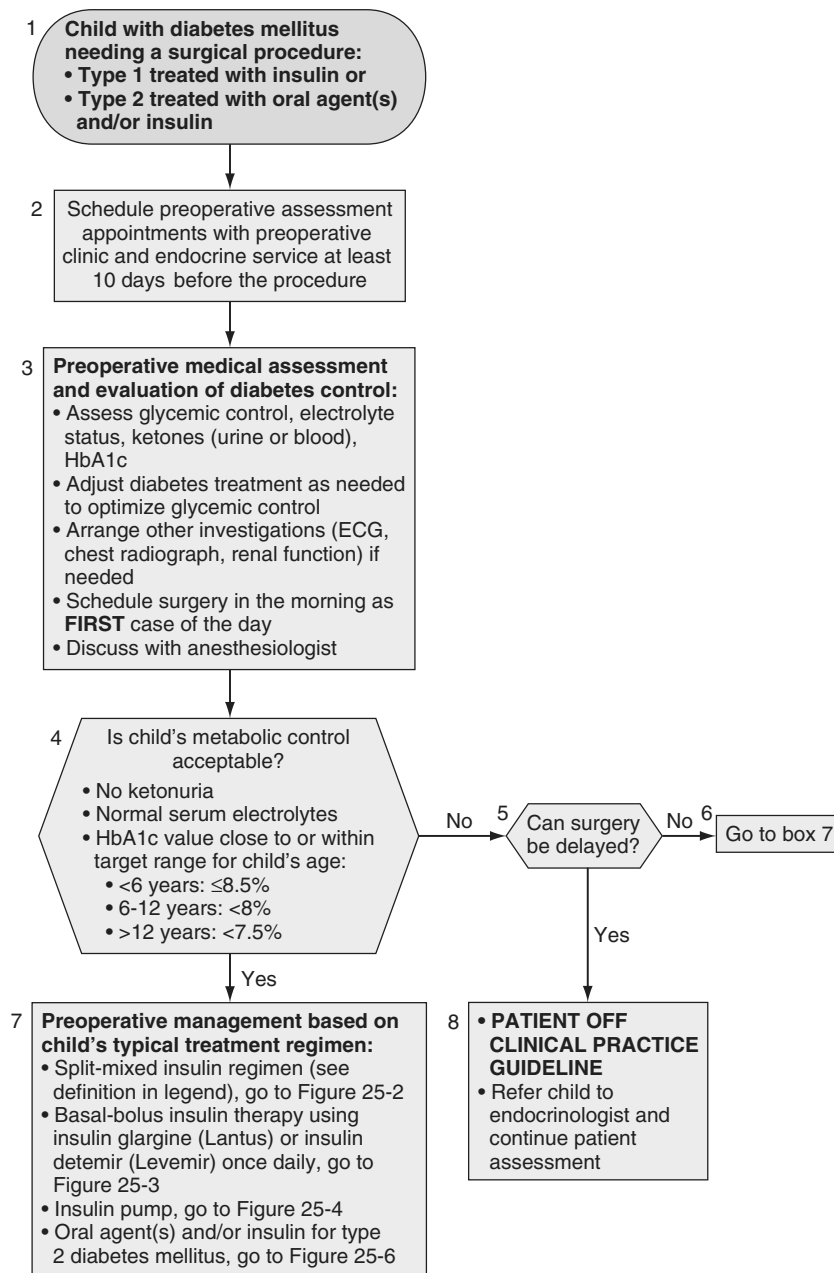 1
Child with diabetes mellitus
needing a surgical procedure:
• Type 1 treated with insulin or
• Type 2 treated with oral agent(s)
and/or insulin
2
Schedule preoperative assessment
appointments with preoperative
clinic and endocrine service at least
10 days before the procedure
3
Preoperative medical assessment
and evaluation of diabetes control:
• Assess glycemic control, electrolyte
status, ketones (urine or blood),
HbA1c
• Adjust diabetes treatment as needed
to optimize glycemic control
• Arrange other investigations (ECG,
chest radiograph, renal function) if
needed
• Schedule surgery in the morning as
FIRST case of the day
• Discuss with anesthesiologist
4
Is child's metabolic control
acceptable?
• No ketonuria
• Normal serum electrolytes
• HbA1c value close to or within
target range for child's age:
• <6 years: ≤8.5%
• 6-12 years: <8%
• >12 years: <7.5%
No
5
Can surgery
be delayed?
No
6
Go to box 7
Yes
Yes
7
Preoperative management based on
child's typical treatment regimen:
• Split-mixed insulin regimen (see
definition in legend), go to Figure 25-2
• Basal-bolus insulin therapy using
insulin glargine (Lantus) or insulin
detemir (Levemir) once daily, go to
Figure 25-3
• Insulin pump, go to Figure 25-4
• Oral agent(s) and/or insulin for type
2 diabetes mellitus, go to Figure 25-6
8
• PATIENT OFF
CLINICAL PRACTICE
GUIDELINE
• Refer child to
endocrinologist and
continue patient
assessment